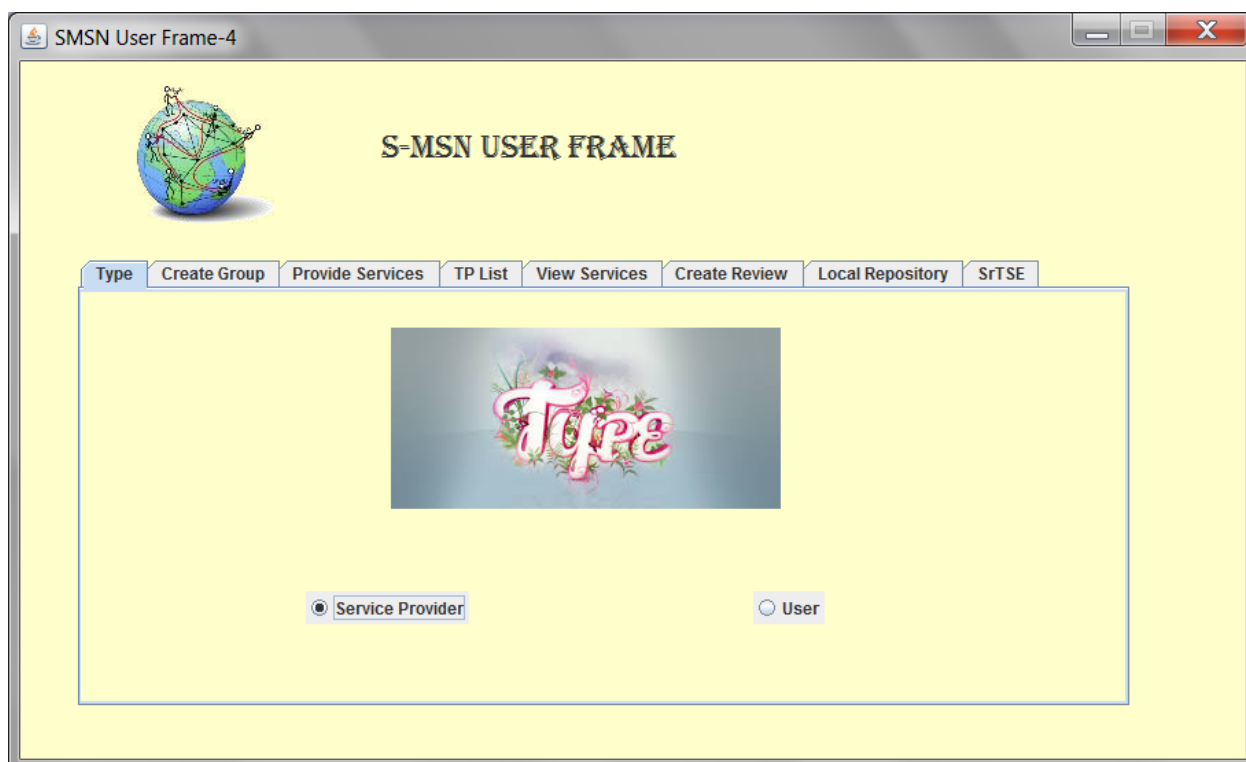 SMSN User Frame-4
S-MSN USER FRAME
Type Create Group Provide Services TP List View Services Create Review Local Repository SrTSE
Type
Service Provider User